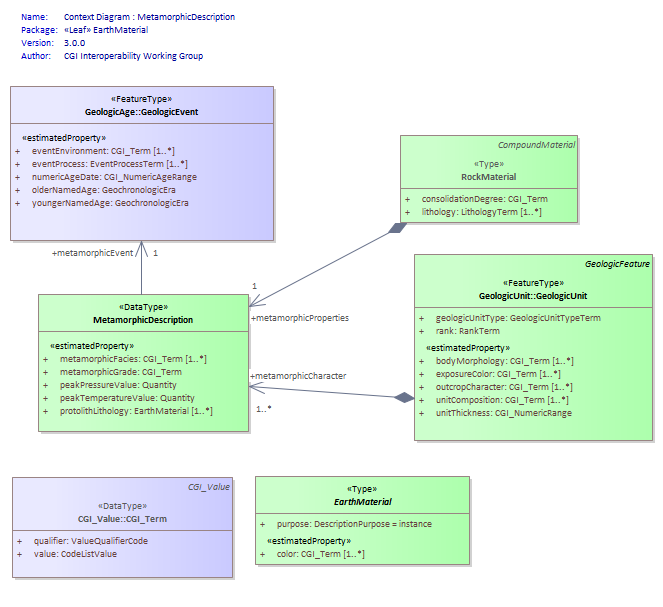 Name: Context Diagram : MetamorphicDescription
Package: «Leaf» EarthMaterial
Version: 3.0.0
Author: CGI Interoperability Working Group
«FeatureType»
GeologicAge::GeologicEvent
«estimatedProperty»
+ eventEnvironment: CGI_Term [1..*]
+ eventProcess: EventProcessTerm [1..*]
+ numericAgeDate: CGI_NumericAgeRange
+ olderNamedAge: GeochronologicEra
+ youngerNamedAge: GeochronologicEra
CompoundMaterial
«Type»
RockMaterial
+ consolidationDegree: CGI_Term
+ lithology: LithologyTerm [1..*]
+metamorphicEvent 1
1
+metamorphicProperties
GeologicFeature
«FeatureType»
GeologicUnit::GeologicUnit
+ geologicUnitType: GeologicUnitTypeTerm
+ rank: RankTerm
«estimatedProperty»
+ bodyMorphology: CGI_Term [1..*]
+ exposureColor: CGI_Term [1..*]
+ outcropCharacter: CGI_Term [1..*]
+ unitComposition: CGI_Term [1..*]
+ unitThickness: CGI_NumericRange
«DataType»
MetamorphicDescription
«estimatedProperty»
+ metamorphicFacies: CGI_Term [1..*]
+ metamorphicGrade: CGI_Term
+ peakPressureValue: Quantity
+ peakTemperatureValue: Quantity
+ protolithLithology: EarthMaterial [1..*]
+metamorphicCharacter
1..*
CGI_Value
«DataType»
CGI_Value::CGI_Term
+ qualifier: ValueQualifierCode
+ value: CodeListValue
«Type»
EarthMaterial
+ purpose: DescriptionPurpose = instance
«estimatedProperty»
+ color: CGI_Term [1..*]